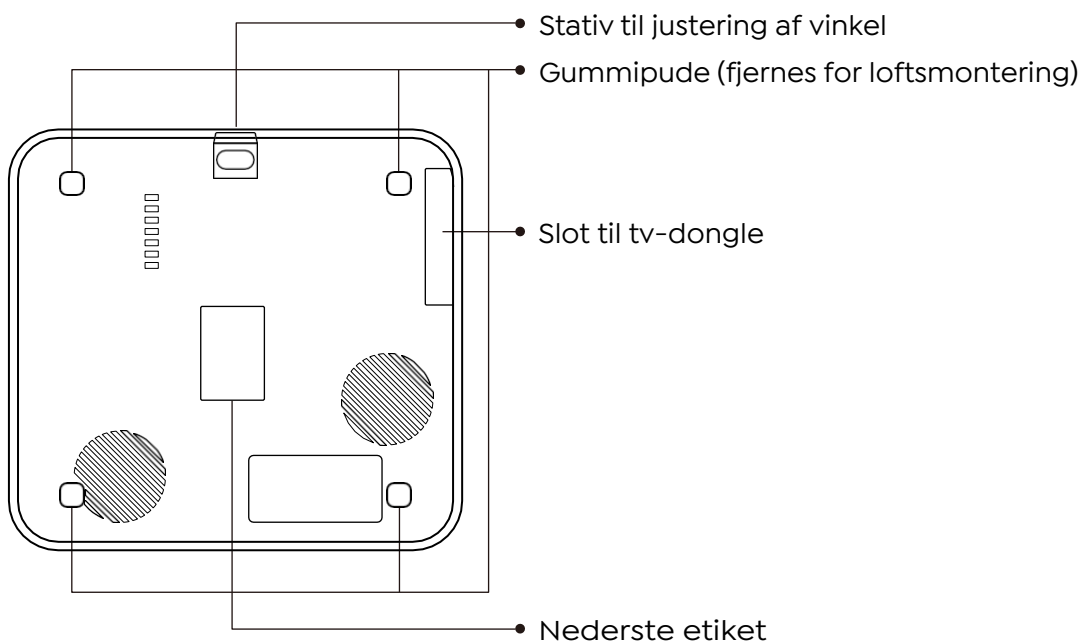 Stativ til justering af vinkel
Gummipude (fjernes for loftsmontering)
Slot til tv-dongle
Nederste etiket